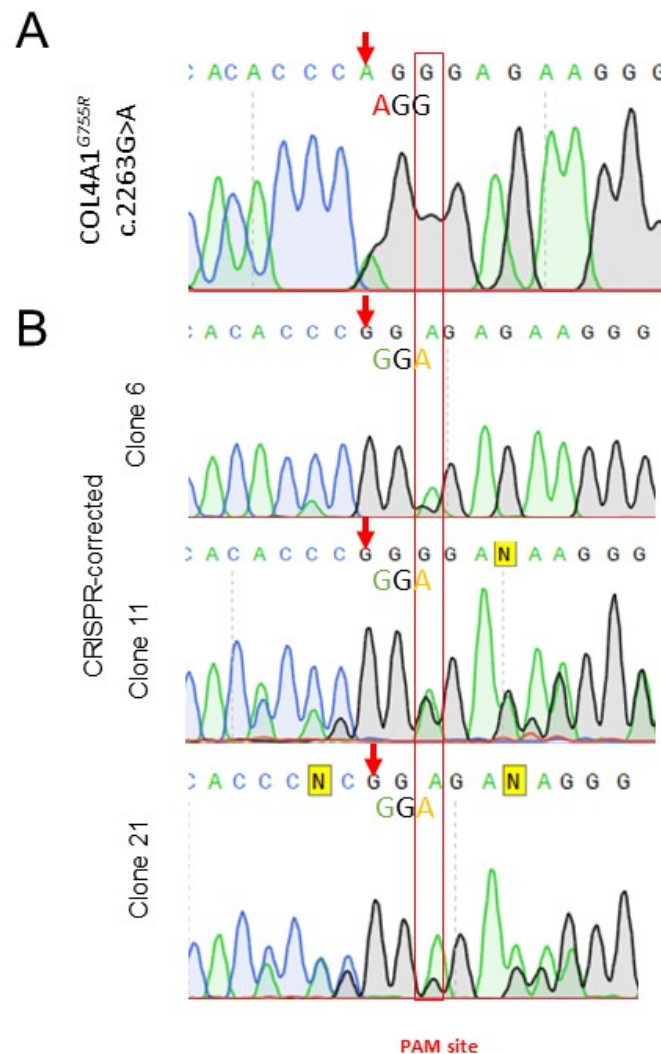 A
COL4A1G755R
c.2263G>A
C A C A C C C A G G G A G A A G G G
AGG
B
CRISPR-corrected
Clone 6
C A C A C C C G G A G A G A A G G G
GGA
Clone 11
C A C A C C C G G G G A N A A G G G
GGA
Clone 21
C A C C C N C G G A G A N A G G G
GGA
PAM site